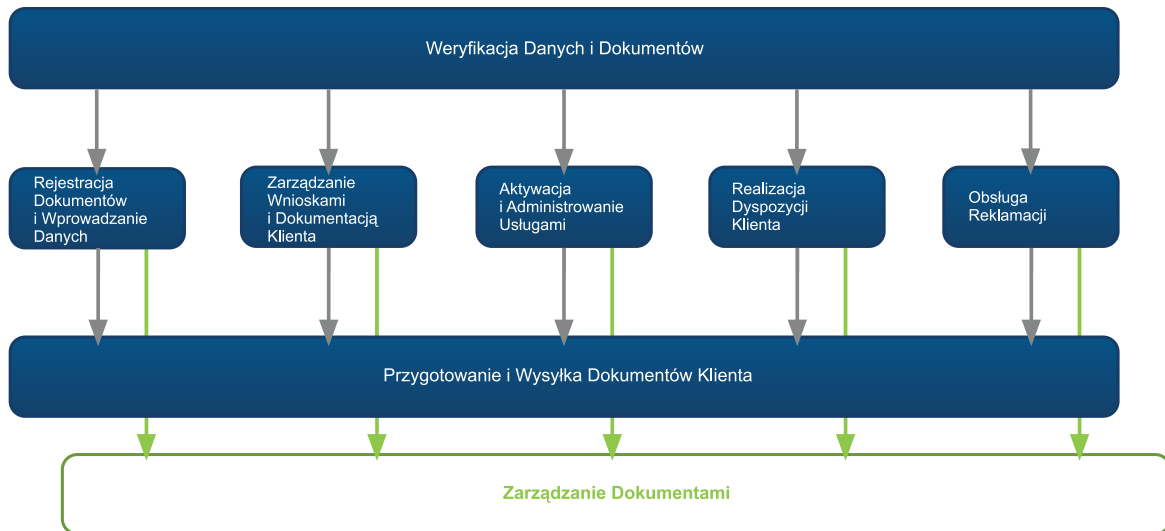 Weryfikacja Danych i Dokumentów
Rejestracja
Dokumentów
i Wprowadzanie
Danych
Zarządzanie
Wnioskami
i Dokumentacją
Klienta
Aktywacja
i Administrowanie
Usługami
Realizacja
Dyspozycji
Klienta
Obsługa
Reklamacji
Przygotowanie i Wysyłka Dokumentów Klienta
Zarządzanie Dokumentami